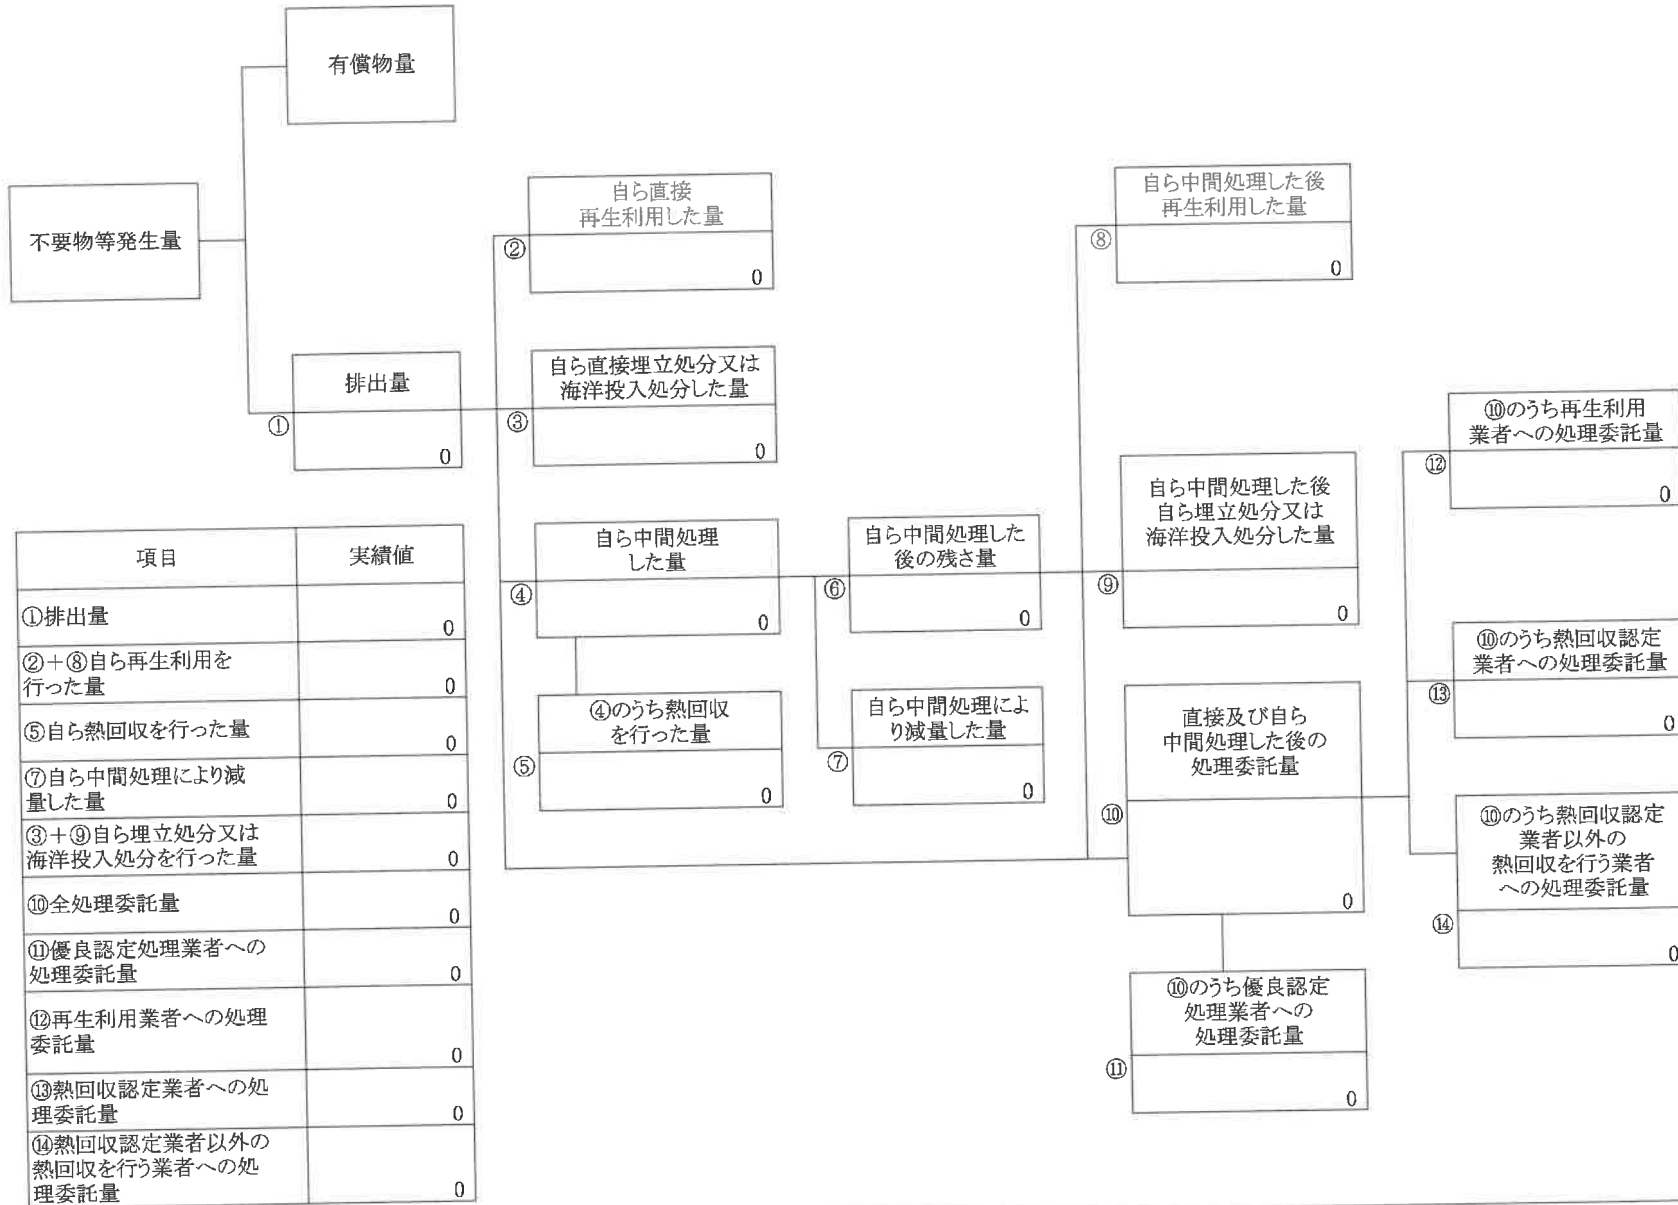 有償物量
不要物等発生量
排出量
①
0
自ら直接
再生利用した量
②
0
自ら直接埋立処分又は
海洋投入処分した量
③
0
自ら中間処理
した量
④
0
④のうち熱回収
を行った量
⑤
0
自ら中間処理した
後の残さ量
⑥
0
自ら中間処理によ
り減量した量
⑦
0
自ら中間処理した後
再生利用した量
⑧
0
自ら中間処理した後
自ら埋立処分又は
海洋投入処分した量
⑨
0
直接及び自ら
中間処理した後の
処理委託量
⑩
0
⑩のうち優良認定
処理業者への
処理委託量
⑪
0
⑩のうち再生利用
業者への処理委託量
⑫
0
⑩のうち熱回収認定
業者への処理委託量
⑬
0
⑩のうち熱回収認定
業者以外の
熱回収を行う業者
への処理委託量
⑭
0
項目 実績値
①排出量
0
②+⑧自ら再生利用を
行った量 0
⑤自ら熱回収を行った量
0
⑦自ら中間処理により減
量した量 0
③+⑨自ら埋立処分又は
海洋投入処分を行った量 0
⑩全処理委託量
0
⑪優良認定処理業者への
処理委託量 0
⑫再生利用業者への処理
委託量
0
⑬熱回収認定業者への処
理委託量 0
⑭熱回収認定業者以外の
熱回収を行う業者への処
理委託量 0